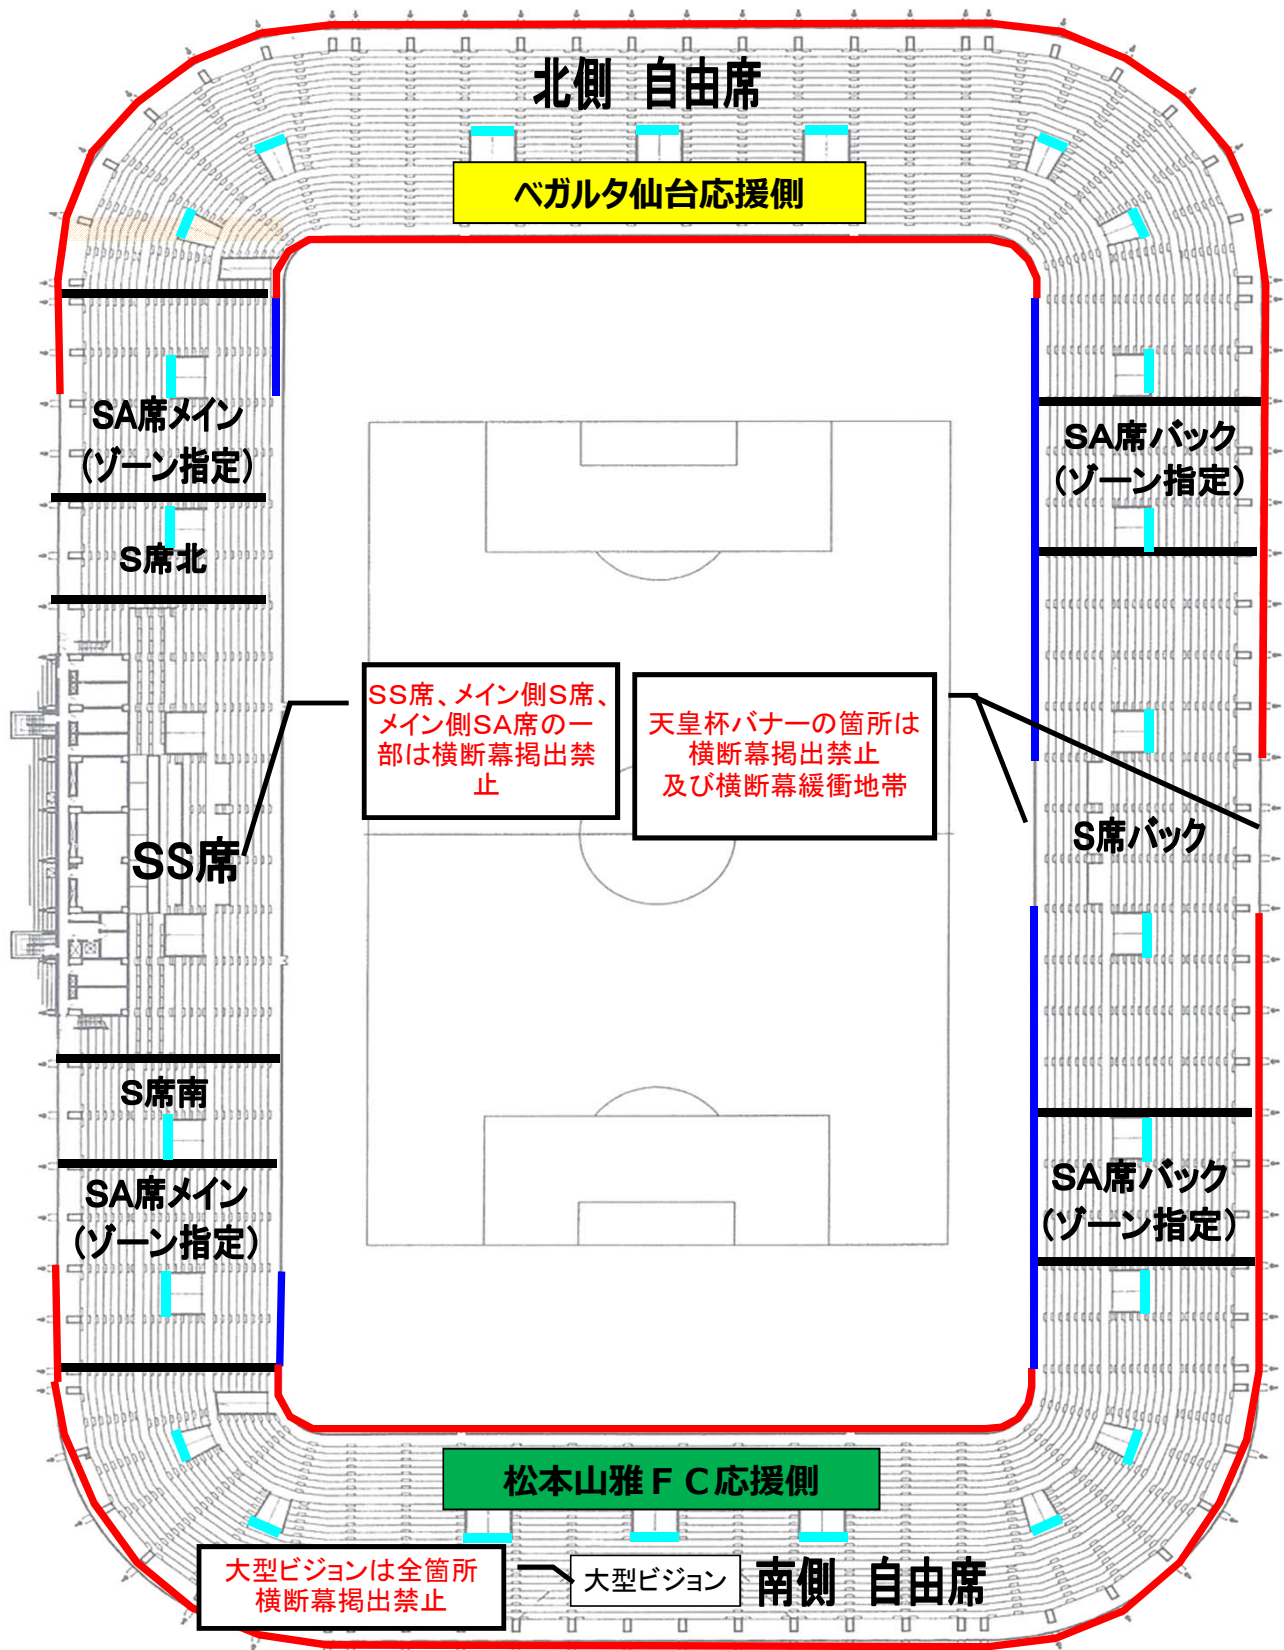 北側 自由席
ベガルタ仙台応援側
SA席メイン
(ゾーン指定)
SA席バック
(ゾーン指定)
S席北
SS席、メイン側S席、
メイン側SA席の一
部は横断幕掲出禁
止
天皇杯バナーの箇所は
横断幕掲出禁止
及び横断幕緩衝地帯
SS席
S席バック
S席南
SA席メイン
(ゾーン指定)
SA席バック
(ゾーン指定)
松本山雅FC応援側
大型ビジョンは全箇所
横断幕掲出禁止
大型ビジョン
南側 自由席